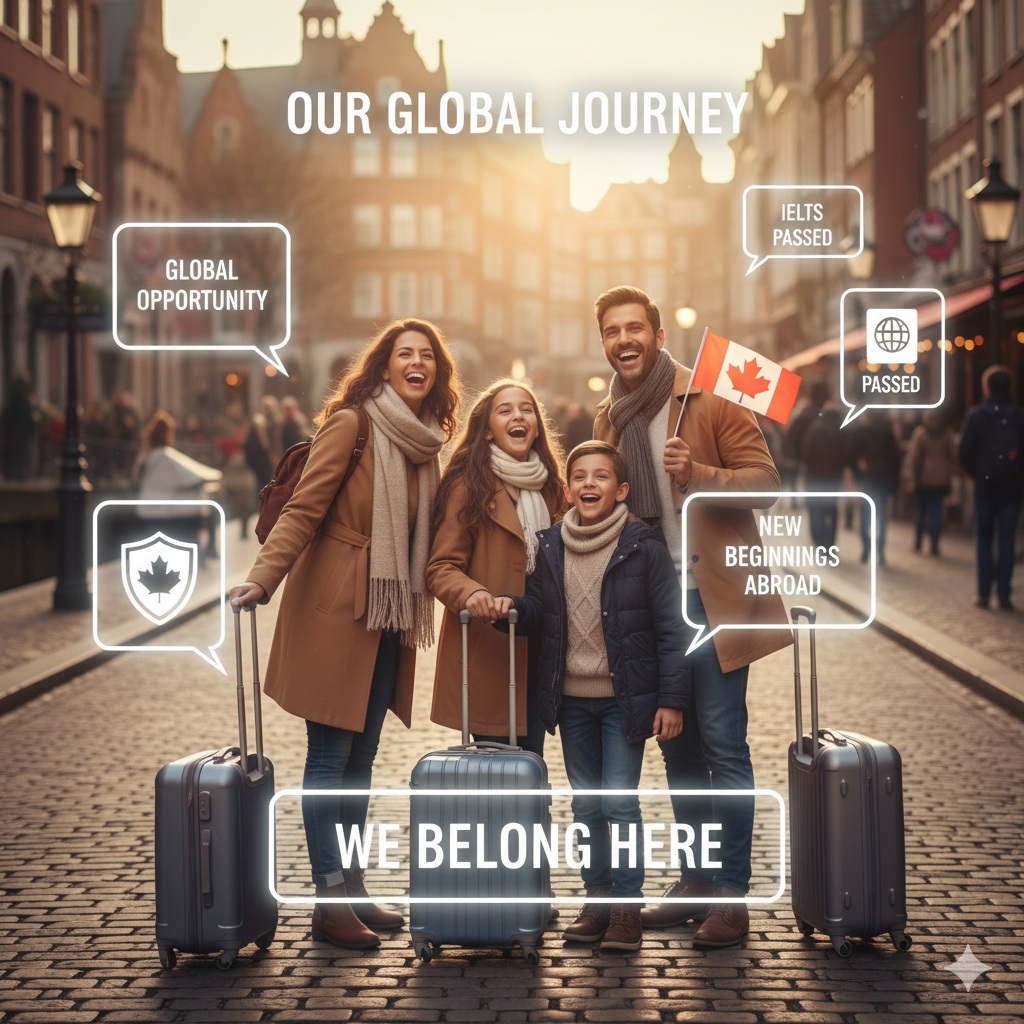 OUR GLOBAL JOURNEY
IELTS
PASSED
GLOBAL
OPPORTUNITY
PASSED
NEW
BEGINNINGS
ABROAD
WE BELONG HERE